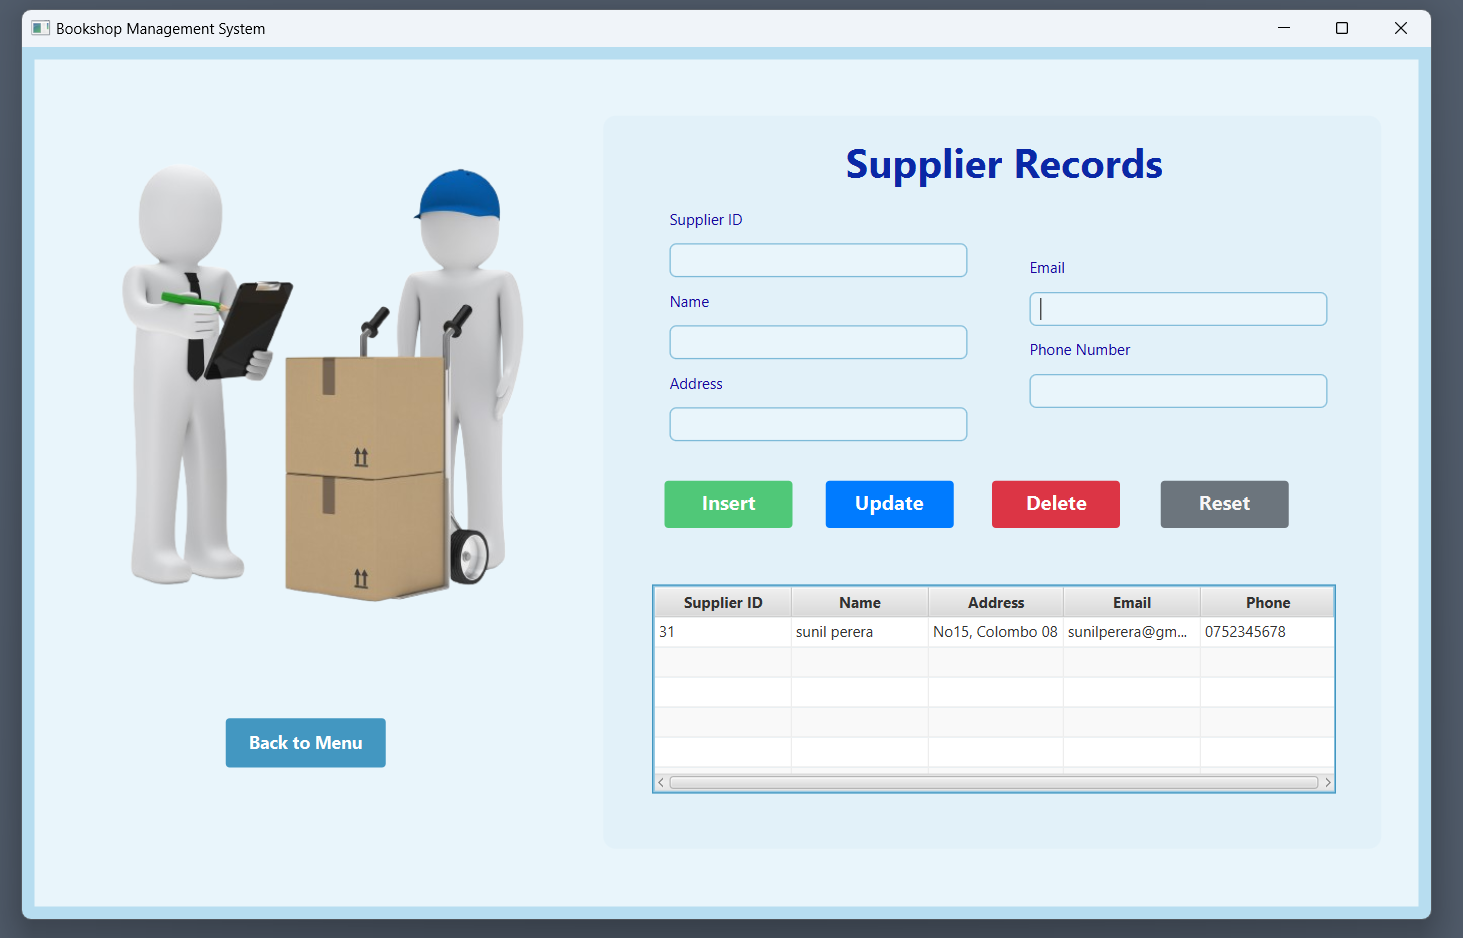 Bookshop Management System
Supplier Records
Supplier ID
Name
Address
Email
Phone Number
Insert Update Delete Reset
Supplier ID Name Address Email Phone
31 sunil perera No15, Colombo 08 sunilperera@gm... 0752345678
Back to Menu